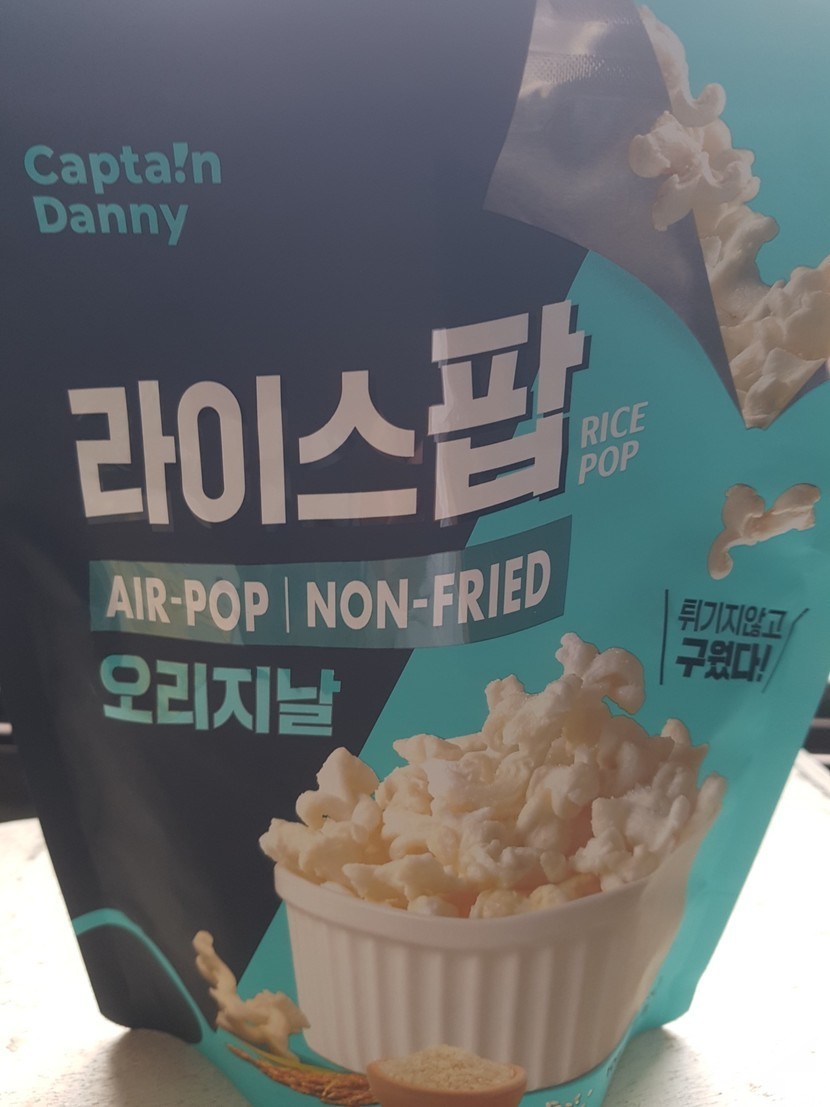 Capta!n
Danny
라이스팝
RICE
POP
AIR-POP | NON-FRIED
오리지날
튀기지않고
구웠다!